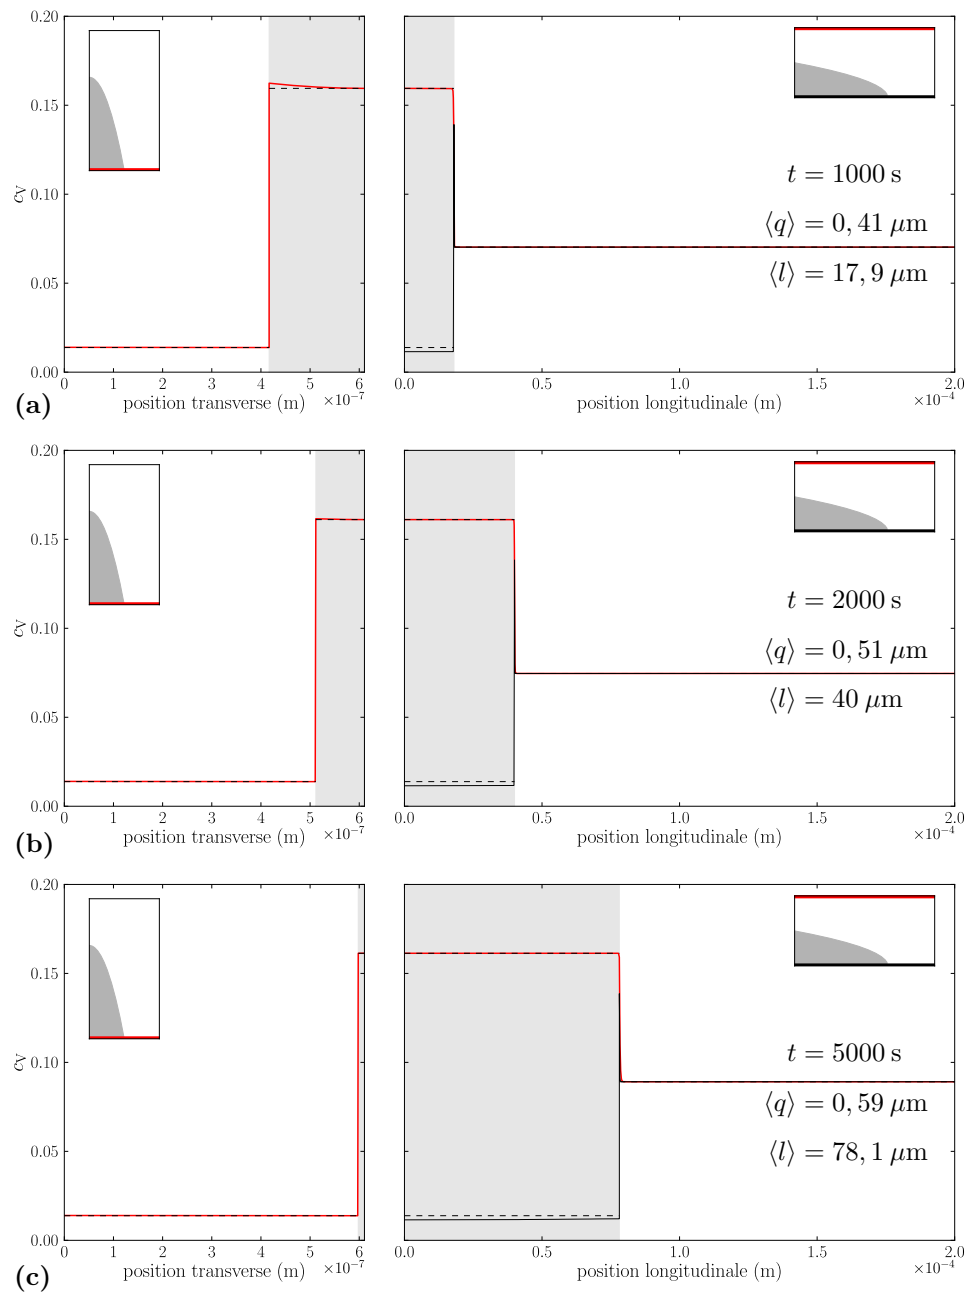 0.20
0.15
0.10
0.05
0.00
c_V
0 1 2 3 4 5 6
position transverse (m) ×10⁻⁷
t = 1000 s
⟨q⟩ = 0, 41 μm
⟨l⟩ = 17, 9 μm
0.0 0.5 1.0 1.5 2.0
position longitudinale (m) ×10⁻⁴
(a)
0.20
0.15
0.10
0.05
0.00
c_V
0 1 2 3 4 5 6
position transverse (m) ×10⁻⁷
t = 2000 s
⟨q⟩ = 0, 51 μm
⟨l⟩ = 40 μm
0.0 0.5 1.0 1.5 2.0
position longitudinale (m) ×10⁻⁴
(b)
0.20
0.15
0.10
0.05
0.00
c_V
0 1 2 3 4 5 6
position transverse (m) ×10⁻⁷
t = 5000 s
⟨q⟩ = 0, 59 μm
⟨l⟩ = 78, 1 μm
0.0 0.5 1.0 1.5 2.0
position longitudinale (m) ×10⁻⁴
(c)